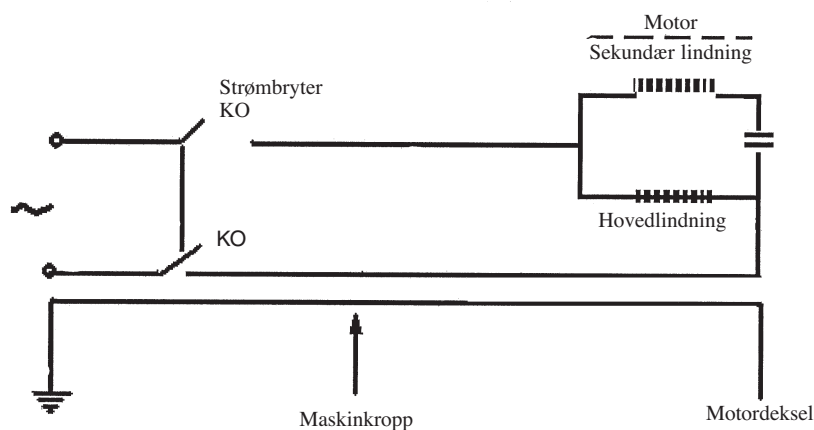 Motor
Sekundær lindning
Strømbryter
KO
Hovedlindning
KO
Maskinkropp
Motordeksel